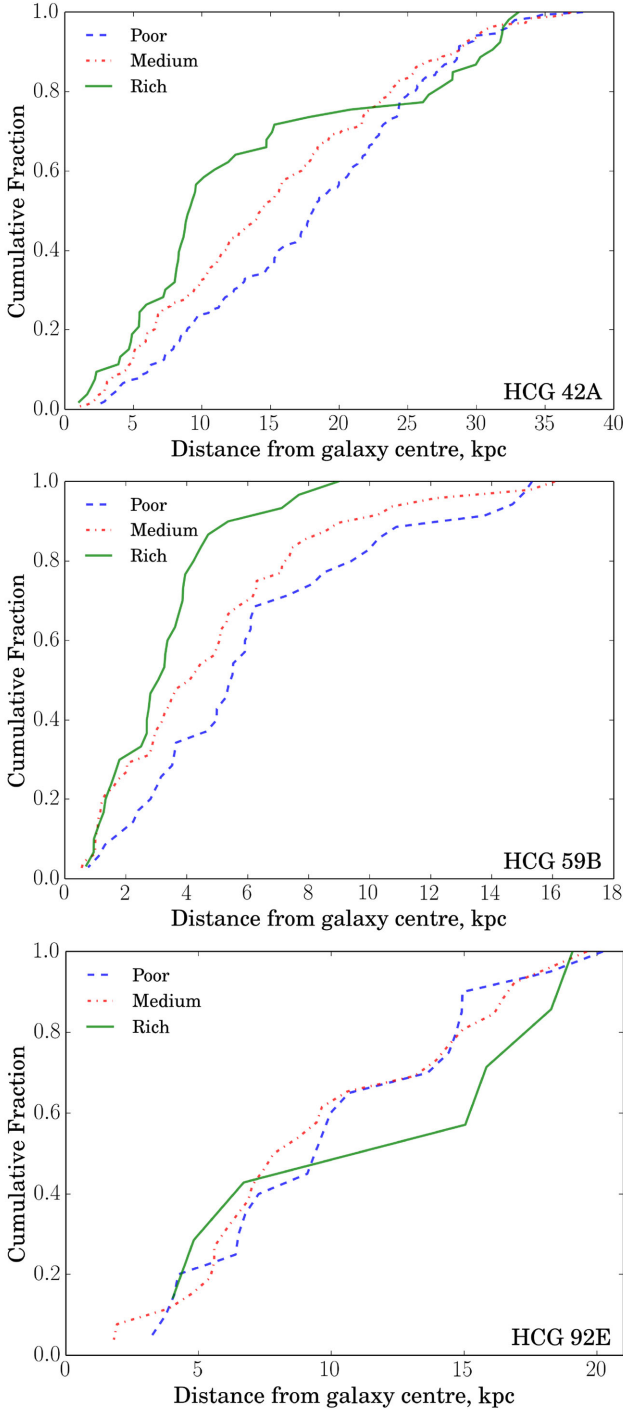 1.0
0.8
0.6
0.4
0.2
0.0
Cumulative Fraction
Poor
Medium
Rich
HCG 42A
0 5 10 15 20 25 30 35 40
Distance from galaxy centre, kpc
1.0
0.8
0.6
0.4
0.2
0.0
Cumulative Fraction
Poor
Medium
Rich
HCG 59B
0 2 4 6 8 10 12 14 16 18
Distance from galaxy centre, kpc
1.0
0.8
0.6
0.4
0.2
0.0
Cumulative Fraction
Poor
Medium
Rich
HCG 92E
0 5 10 15 20
Distance from galaxy centre, kpc